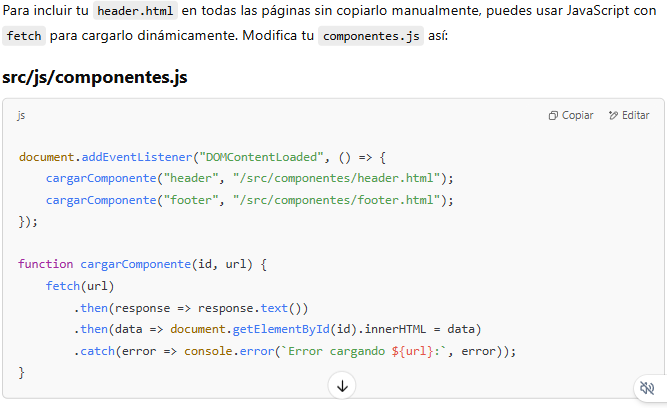 Para incluir tu header.html en todas las páginas sin copiarlo manualmente, puedes usar JavaScript con
fetch para cargarlo dinámicamente. Modifica tu componentes.js así:
src/js/componentes.js
js Copiar Editar
document.addEventListener("DOMContentLoaded", () => {
    cargarComponente("header", "/src/componentes/header.html");
    cargarComponente("footer", "/src/componentes/footer.html");
});
function cargarComponente(id, url) {
    fetch(url)
        .then(response => response.text())
        .then(data => document.getElementById(id).innerHTML = data)
        .catch(error => console.error(`Error cargando ${url}:`, error));
}